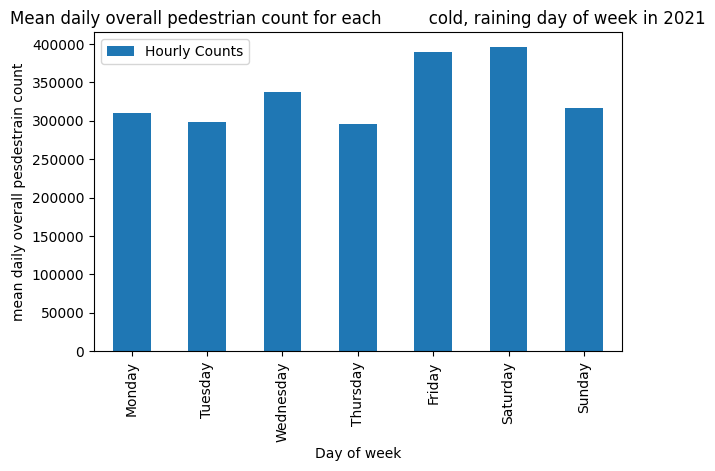 Mean daily overall pedestrian count for each cold, raining day of week in 2021
Hourly Counts
mean daily overall pesdestrain count
400000
350000
300000
250000
200000
150000
100000
50000
0
Monday
Tuesday
Wednesday
Thursday
Friday
Saturday
Sunday
Day of week